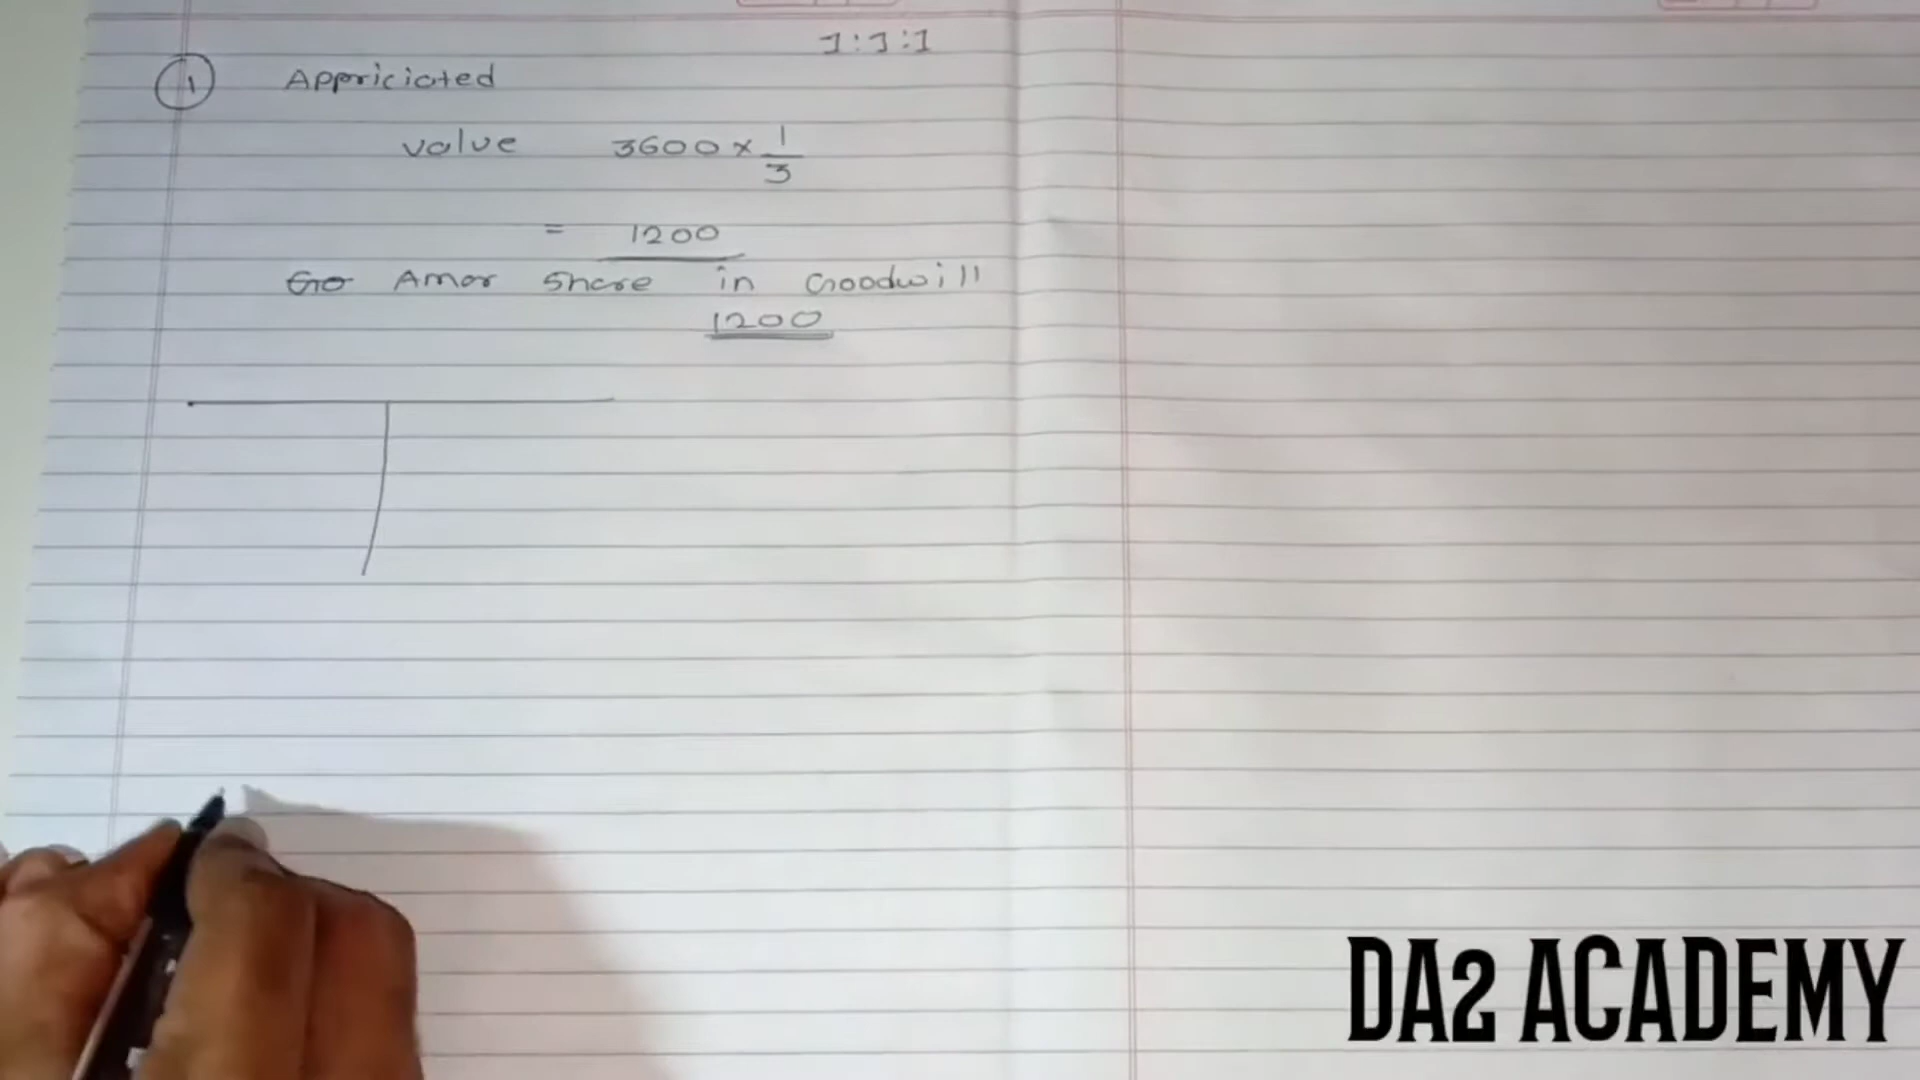 1:1:1
1 Appriciated
value 3600 × 1/3
= 1200
Go Amar Share in Goodwill
1200
DA2 ACADEMY